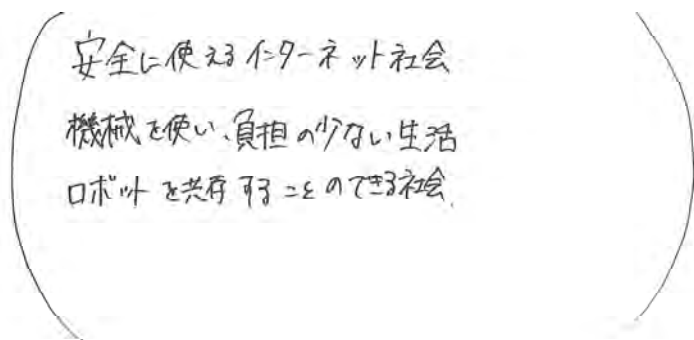 安全に使えるインターネット社会
機械を使い、負担の少ない生活
ロボットを共存することのできる社会.